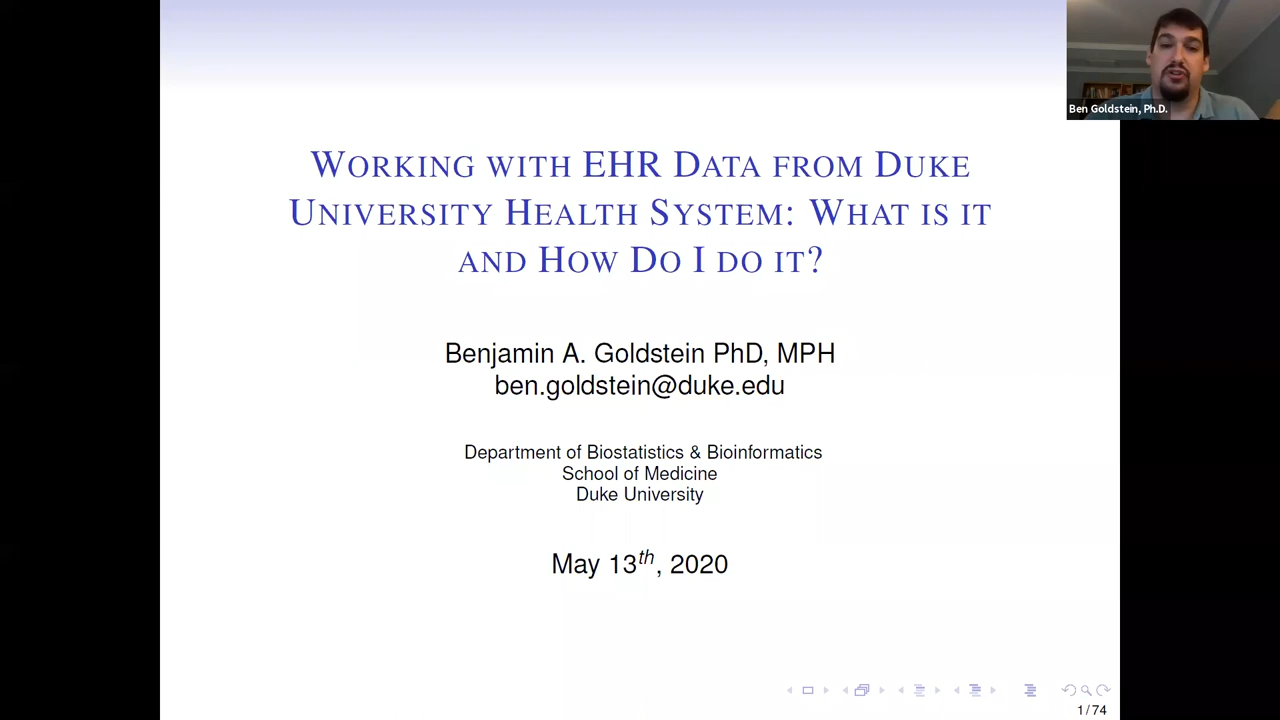 Ben Goldstein, Ph.D.
WORKING WITH EHR DATA FROM DUKE
UNIVERSITY HEALTH SYSTEM: WHAT IS IT
AND HOW DO I DO IT?
Benjamin A. Goldstein PhD, MPH
ben.goldstein@duke.edu
Department of Biostatistics & Bioinformatics
School of Medicine
Duke University
May 13th, 2020
1 / 74